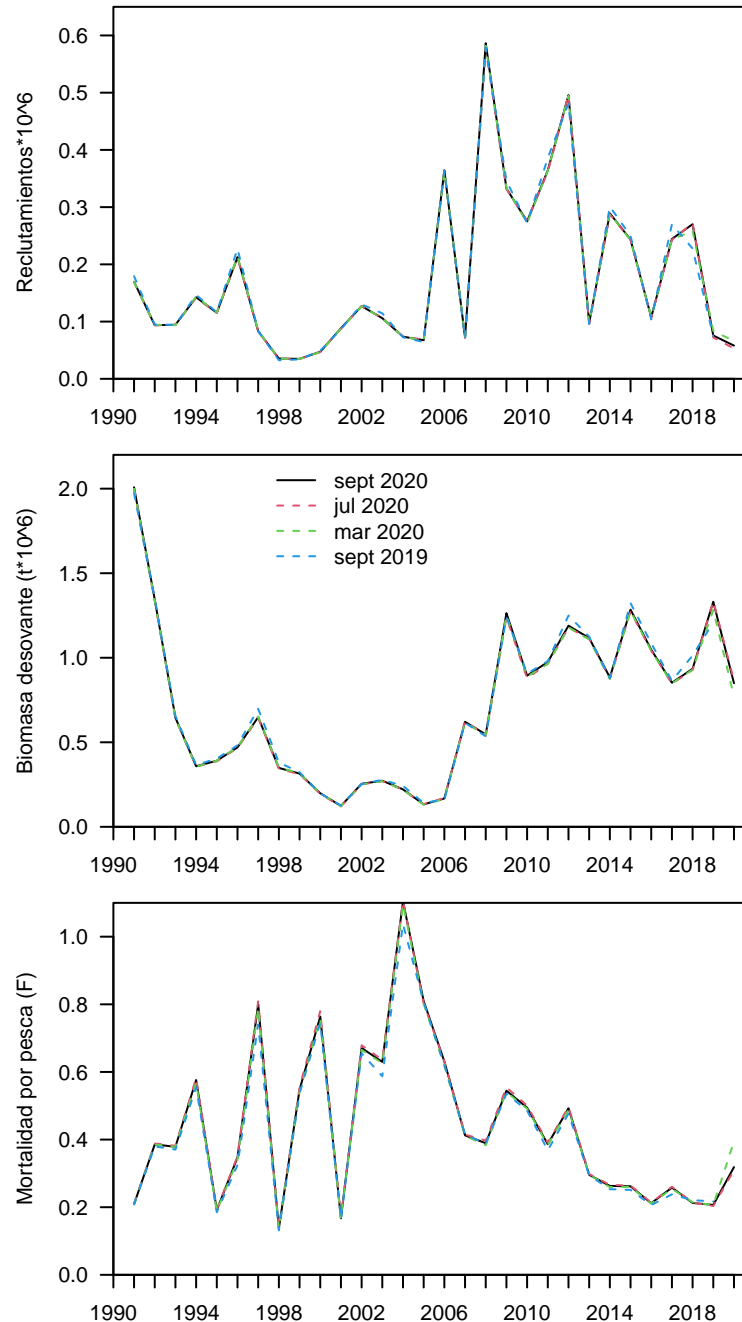 Reclutamientos*10^6
0.6
0.5
0.4
0.3
0.2
0.1
0.0
1990 1994 1998 2002 2006 2010 2014 2018
Biomasa desovante (t*10^6)
2.0
1.5
1.0
0.5
0.0
sept 2020
jul 2020
mar 2020
sept 2019
1990 1994 1998 2002 2006 2010 2014 2018
Mortalidad por pesca (F)
1.0
0.8
0.6
0.4
0.2
0.0
1990 1994 1998 2002 2006 2010 2014 2018